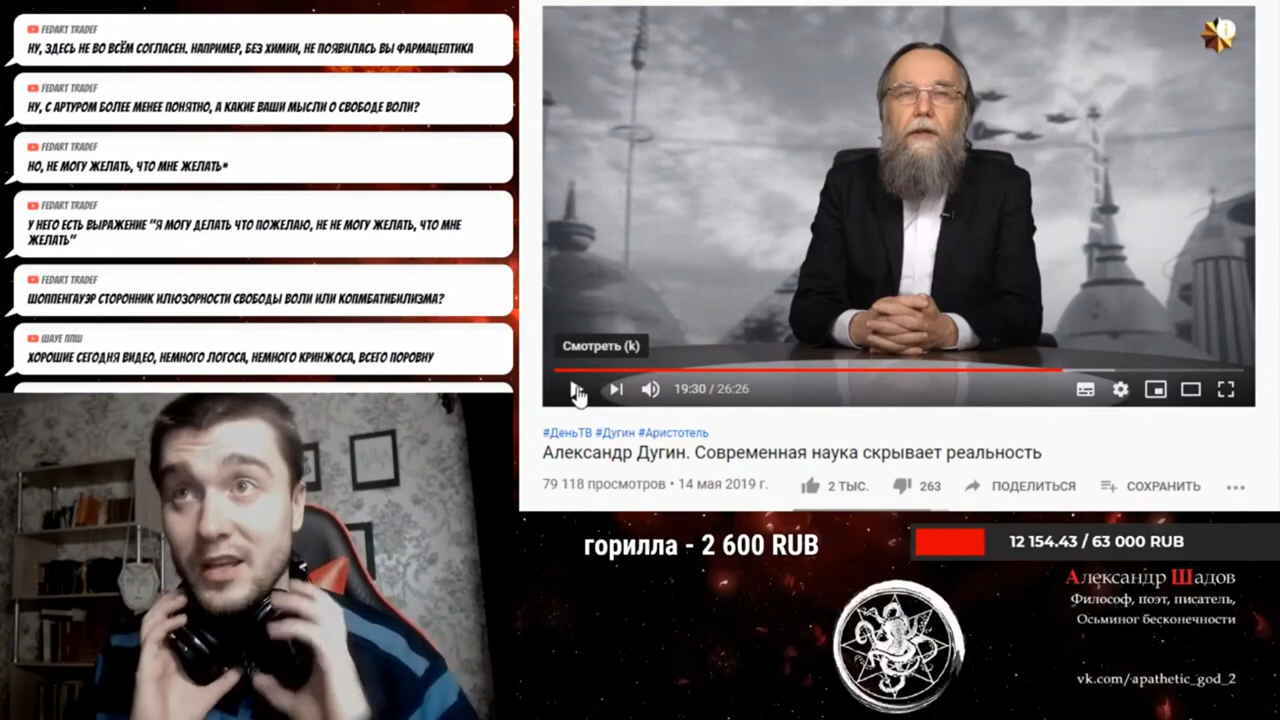 FEDART TRADEF
НУ, ЗДЕСЬ НЕ ВО ВСЁМ СОГЛАСЕН. НАПРИМЕР, БЕЗ ХИМИИ, НЕ ПОЯВИЛАСЬ ВЫ ФАРМАЦЕПТИКА
FEDART TRADEF
НУ, С АРТУРОМ БОЛЕЕ МЕНЕЕ ПОНЯТНО, А КАКИЕ ВАШИ МЫСЛИ О СВОБОДЕ ВОЛИ?
FEDART TRADEF
НО, НЕ МОГУ ЖЕЛАТЬ, ЧТО МНЕ ЖЕЛАТЬ*
FEDART TRADEF
У НЕГО ЕСТЬ ВЫРАЖЕНИЕ "Я МОГУ ДЕЛАТЬ ЧТО ПОЖЕЛАЮ, НЕ НЕ МОГУ ЖЕЛАТЬ, ЧТО МНЕ
ЖЕЛАТЬ"
FEDART TRADEF
ШОППЕНГАУЭР СТОРОННИК ИЛЮЗОРНОСТИ СВОБОДЫ ВОЛИ ИЛИ КОПМБАТИБИЛИЗМА?
ШАУЕ ППШ
ХОРОШИЕ СЕГОДНЯ ВИДЕО, НЕМНОГО ЛОГОСА, НЕМНОГО КРИНЖОСА, ВСЕГО ПОРОВНУ
Смотреть (k)
19:30 / 26:26
#ДеньТВ #Дугин #Аристотель
Александр Дугин. Современная наука скрывает реальность
79 118 просмотров • 14 мая 2019 г.
2 ТЫС.
263
ПОДЕЛИТЬСЯ
СОХРАНИТЬ
горилла - 2 600 RUB
12 154.43 / 63 000 RUB
Александр Шадов
Философ, поэт, писатель,
Осьминог бесконечности
vk.com/apathetic_god_2